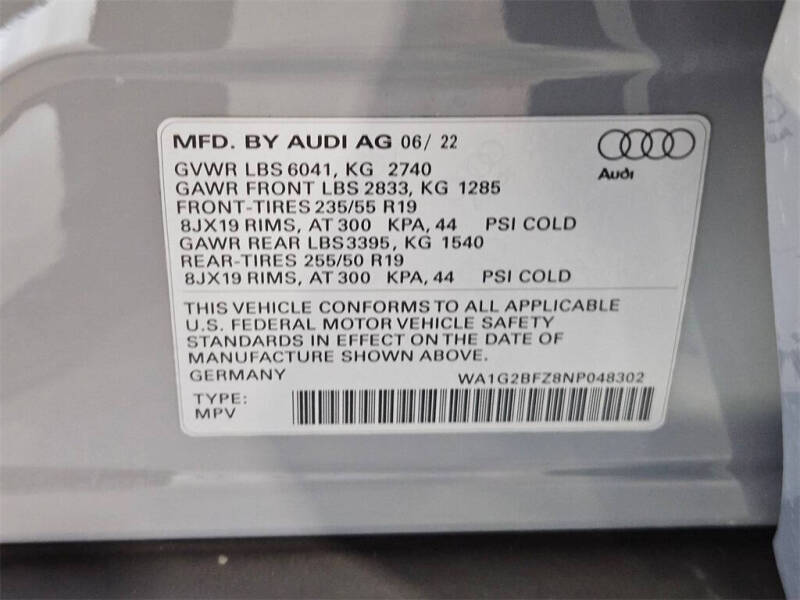 MFD. BY AUDI AG 06/ 22
Audi
GVWR LBS 6041, KG 2740
GAWR FRONT LBS 2833, KG 1285
FRONT-TIRES 235/55 R19
8JX19 RIMS, AT 300 KPA, 44 PSI COLD
GAWR REAR LBS3395, KG 1540
REAR-TIRES 255/50 R19
8JX19 RIMS, AT 300 KPA, 44 PSI COLD
THIS VEHICLE CONFORMS TO ALL APPLICABLE
U.S. FEDERAL MOTOR VEHICLE SAFETY
STANDARDS IN EFFECT ON THE DATE OF
MANUFACTURE SHOWN ABOVE.
GERMANY WA1G2BFZ8NP048302
TYPE:
MPV